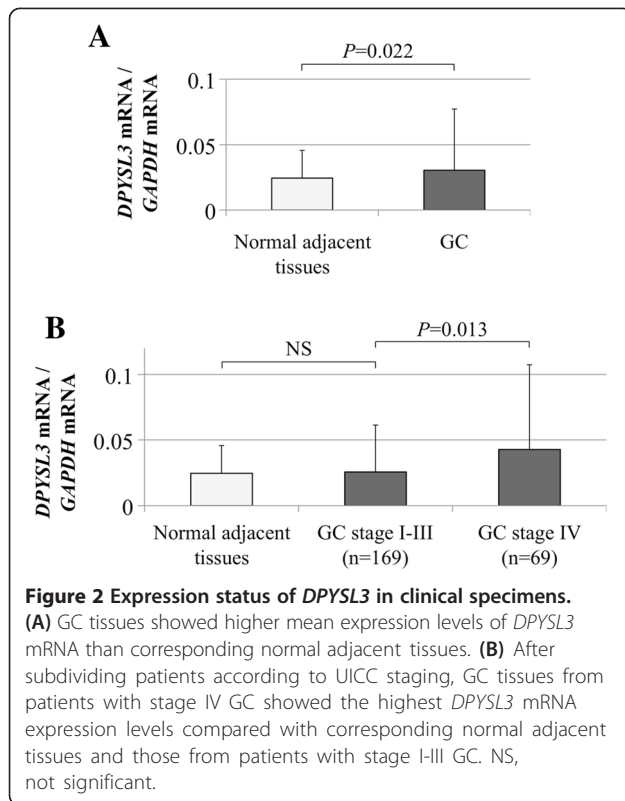 A
P=0.022
DPYSL3 mRNA /
GAPDH mRNA
0.1
0.05
0
Normal adjacent
tissues
GC
B
P=0.013
NS
DPYSL3 mRNA /
GAPDH mRNA
0.1
0.05
0
Normal adjacent
tissues
GC stage I-III
(n=169)
GC stage IV
(n=69)
Figure 2 Expression status of DPYSL3 in clinical specimens.
(A) GC tissues showed higher mean expression levels of DPYSL3
mRNA than corresponding normal adjacent tissues. (B) After
subdividing patients according to UICC staging, GC tissues from
patients with stage IV GC showed the highest DPYSL3 mRNA
expression levels compared with corresponding normal adjacent
tissues and those from patients with stage I-III GC. NS,
not significant.